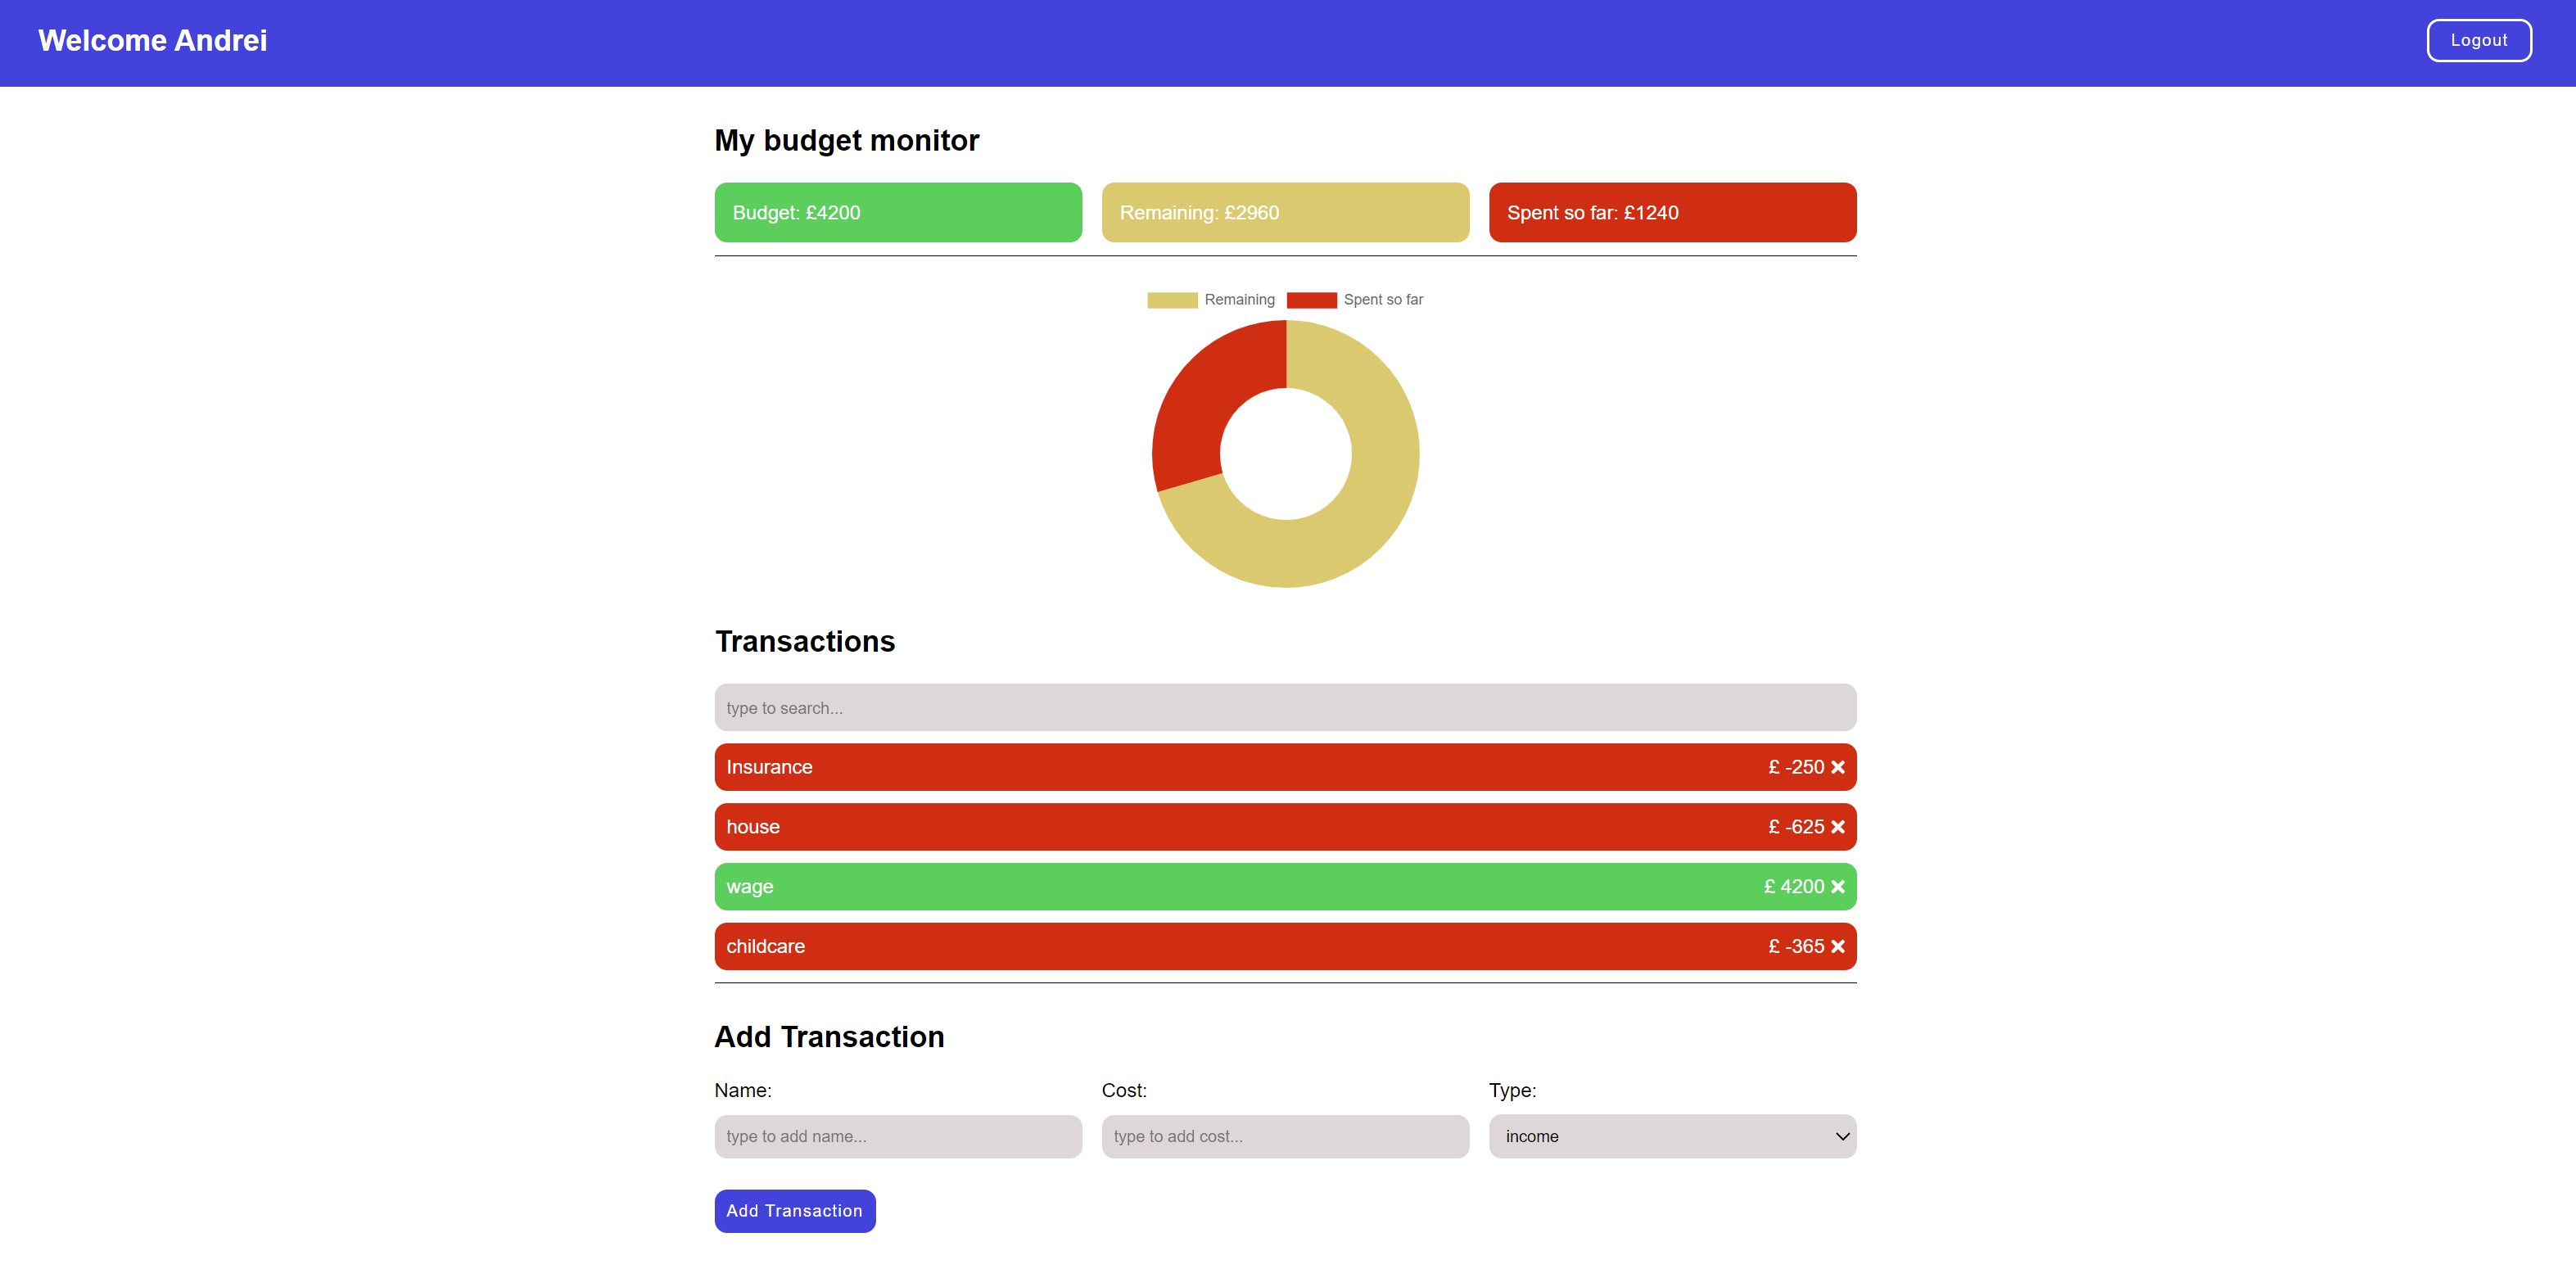 Welcome Andrei
Logout
My budget monitor
Budget: £4200
Remaining: £2960
Spent so far: £1240
Remaining
Spent so far
Transactions
type to search...
Insurance £ -250
house £ -625
wage £ 4200
childcare £ -365
Add Transaction
Name:
Cost:
Type:
type to add name...
type to add cost...
income
Add Transaction